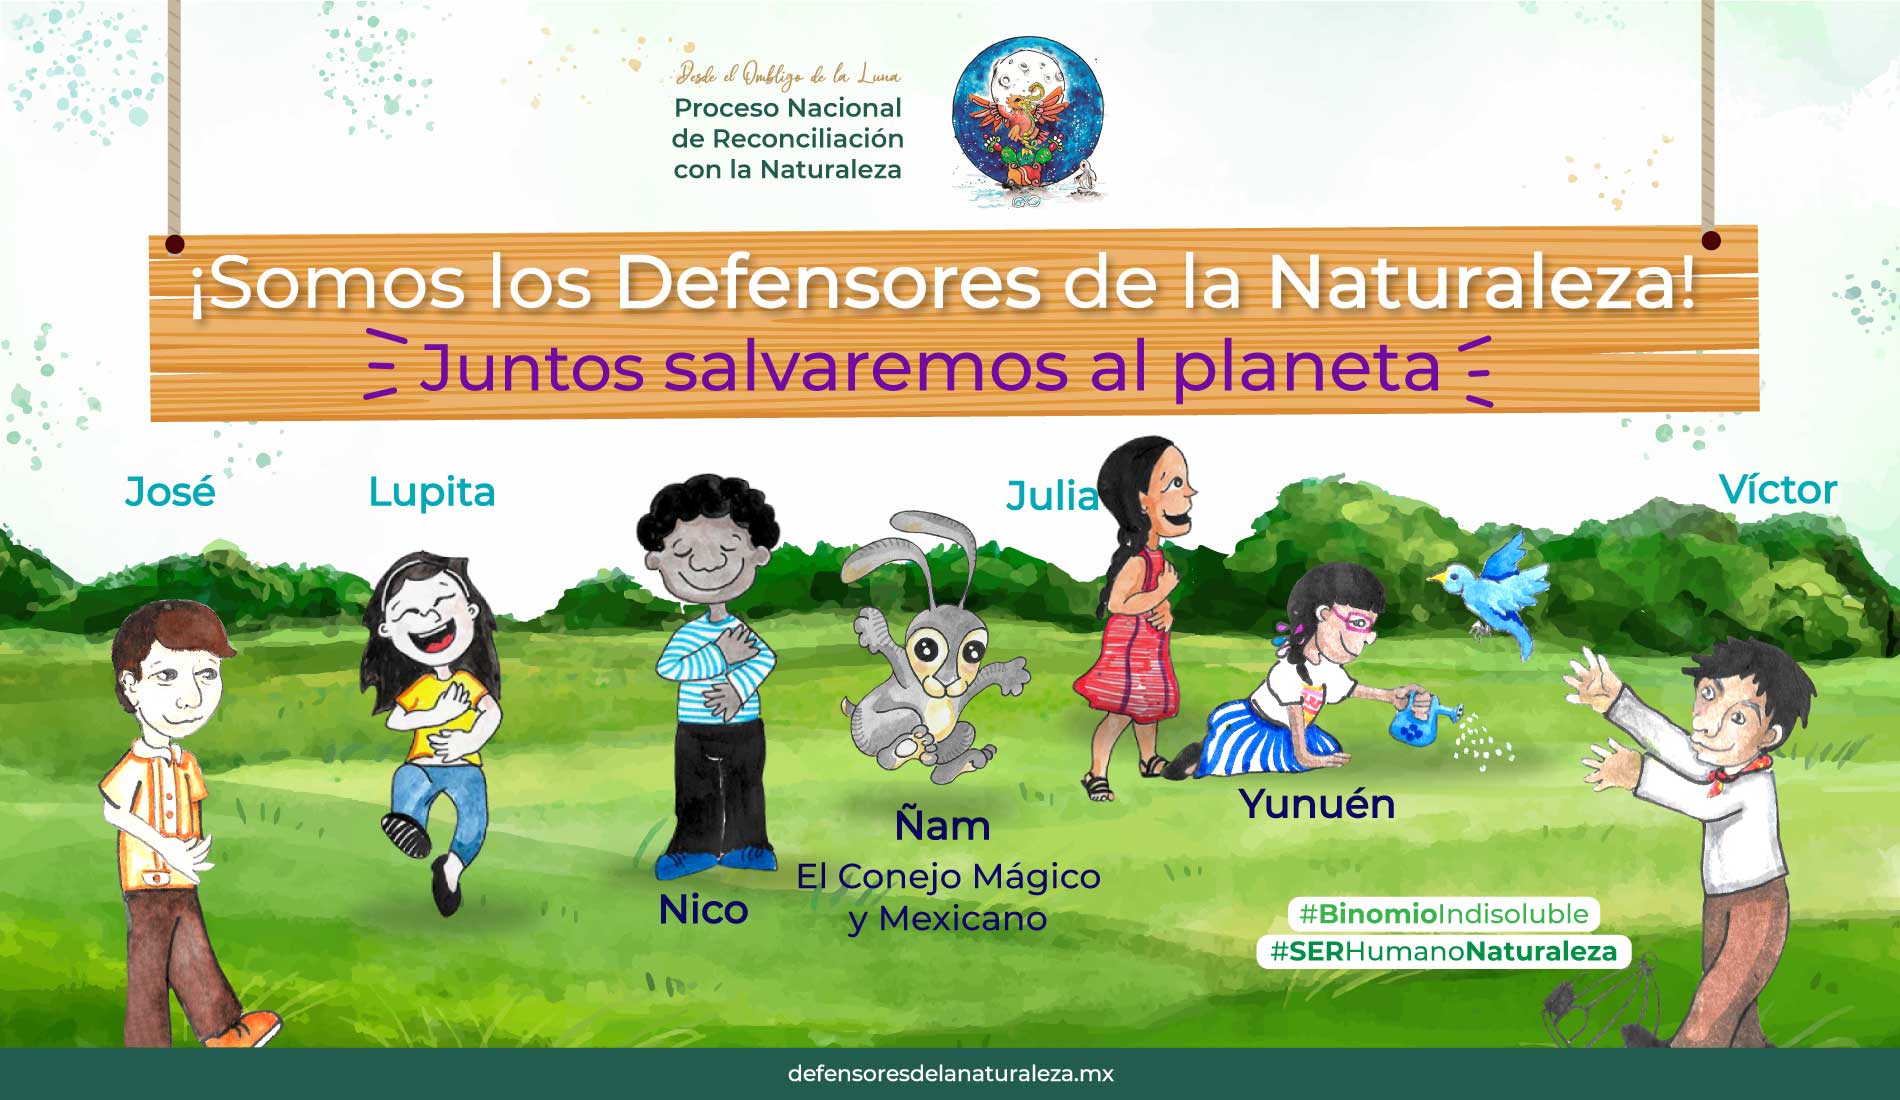 Desde el Ombligo de la Luna
Proceso Nacional
de Reconciliación
con la Naturaleza
¡Somos los Defensores de la Naturaleza!
Juntos salvaremos al planeta
José
Lupita
Julia
Víctor
Yunuén
Ñam
El Conejo Mágico
y Mexicano
Nico
#BinomioIndisoluble
#SERHumanoNaturaleza
defensoresdelanaturaleza.mx